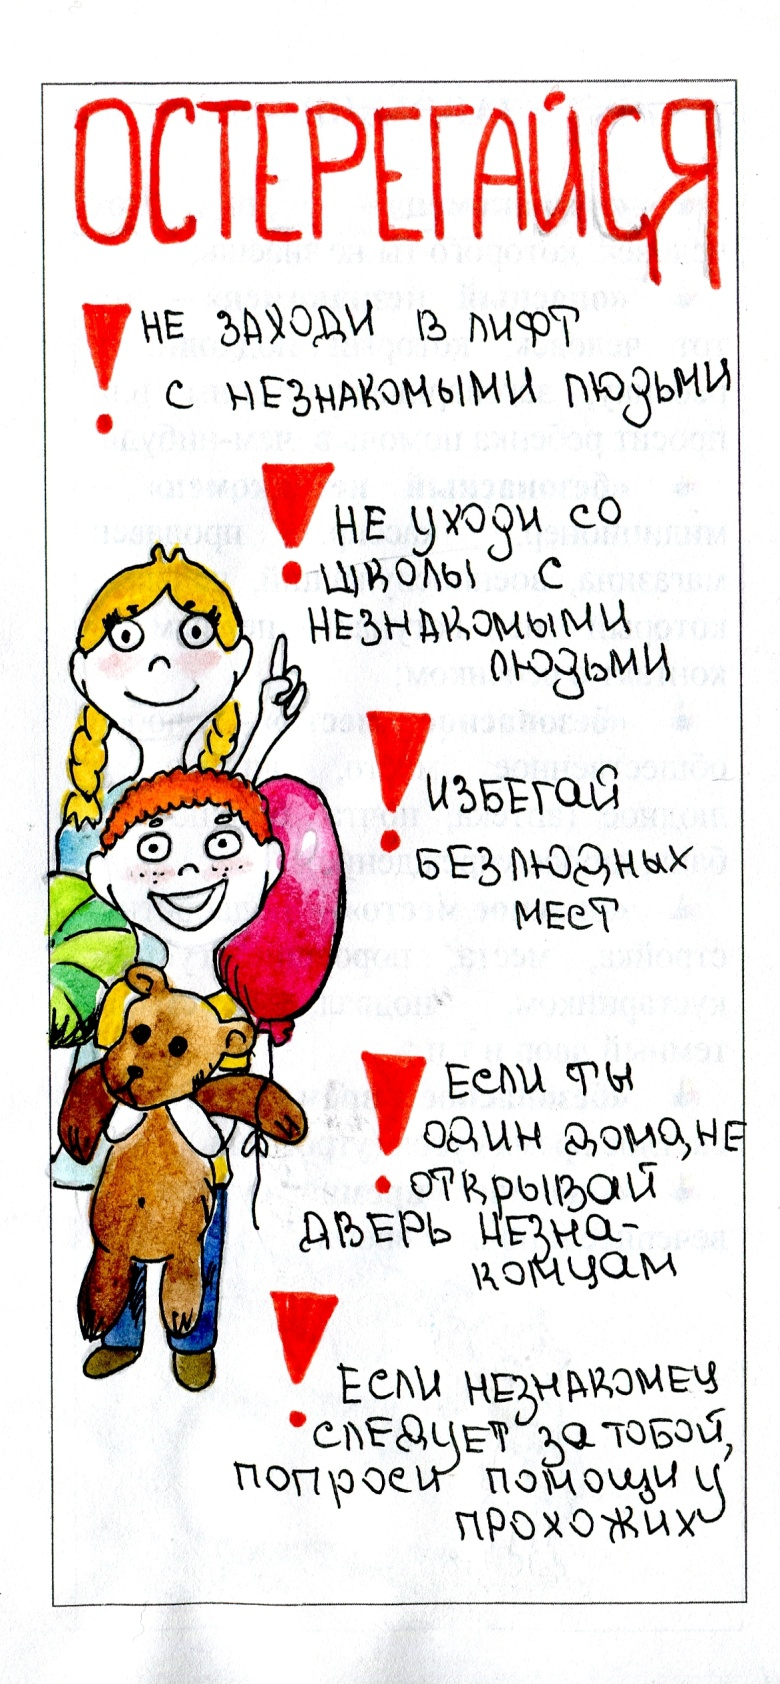 ОСТЕРЕГАЙСЯ
НЕ ЗАХОДИ В ЛИФТ
С НЕЗНАКОМЫМИ ЛЮДЬМИ
НЕ УХОДИ СО
ШКОЛЫ С
НЕЗНАКОМЫМИ
ЛЮДЬМИ
ИЗБЕГАЙ
БЕЗЛЮДНЫХ
МЕСТ
ЕСЛИ ТЫ
ОДИН ДОМА, НЕ
ОТКРЫВАЙ
ДВЕРЬ НЕЗНА-
КОМЦАМ
ЕСЛИ НЕЗНАКОМЕЦ
СЛЕДУЕТ ЗА ТОБОЙ,
ПОПРОСИ ПОМОЩИ У
ПРОХОЖИХ